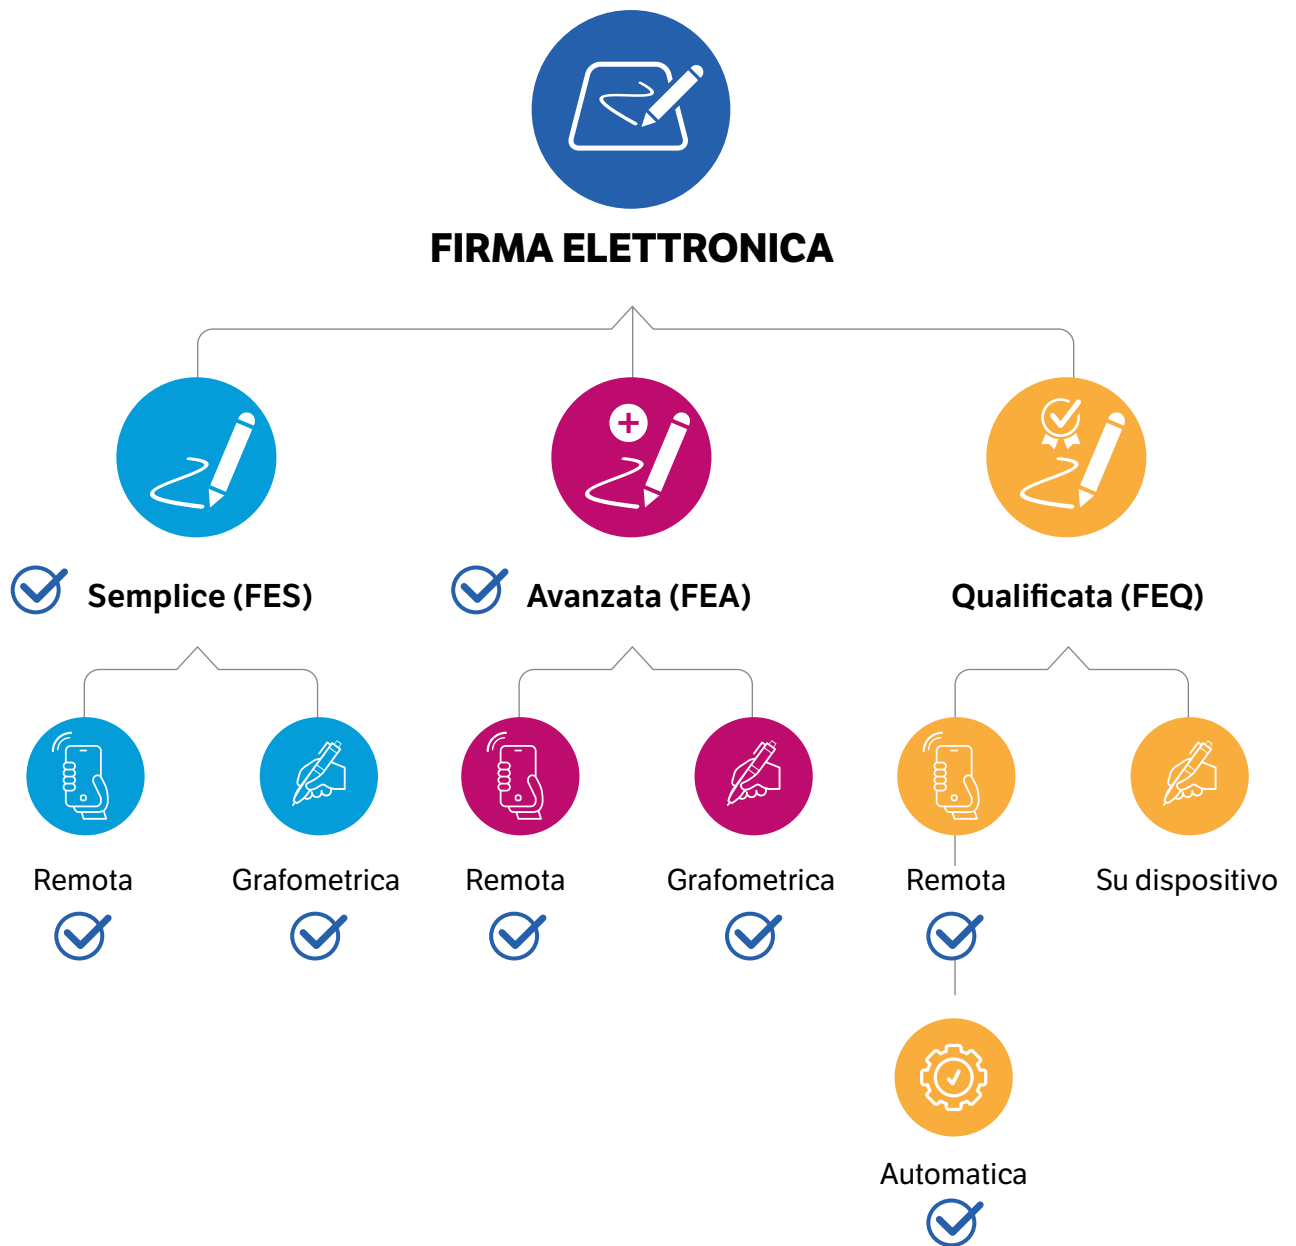 FIRMA ELETTRONICA
Semplice (FES)
Avanzata (FEA)
Qualificata (FEQ)
Remota
Grafometrica
Remota
Grafometrica
Remota
Su dispositivo
Automatica